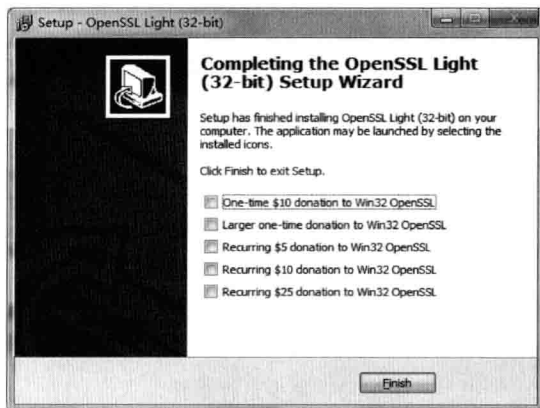 Setup - OpenSSL Light (32-bit)
Completing the OpenSSL Light
(32-bit) Setup Wizard
Setup has finished installing OpenSSL Light (32-bit) on your
computer. The application may be launched by selecting the
installed icons.
Click Finish to exit Setup.
One-time $10 donation to Win32 OpenSSL
Larger one-time donation to Win32 OpenSSL
Recurring $5 donation to Win32 OpenSSL
Recurring $10 donation to Win32 OpenSSL
Recurring $25 donation to Win32 OpenSSL
Finish